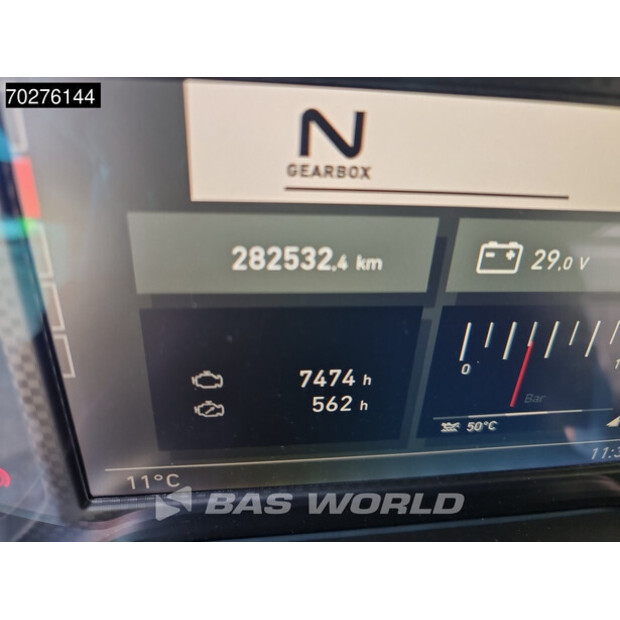 70276144
N
GEARBOX
282532,4 km
29.0 V
7474 h
562 h
0
Bar
50°C
11°C
BAS WORLD